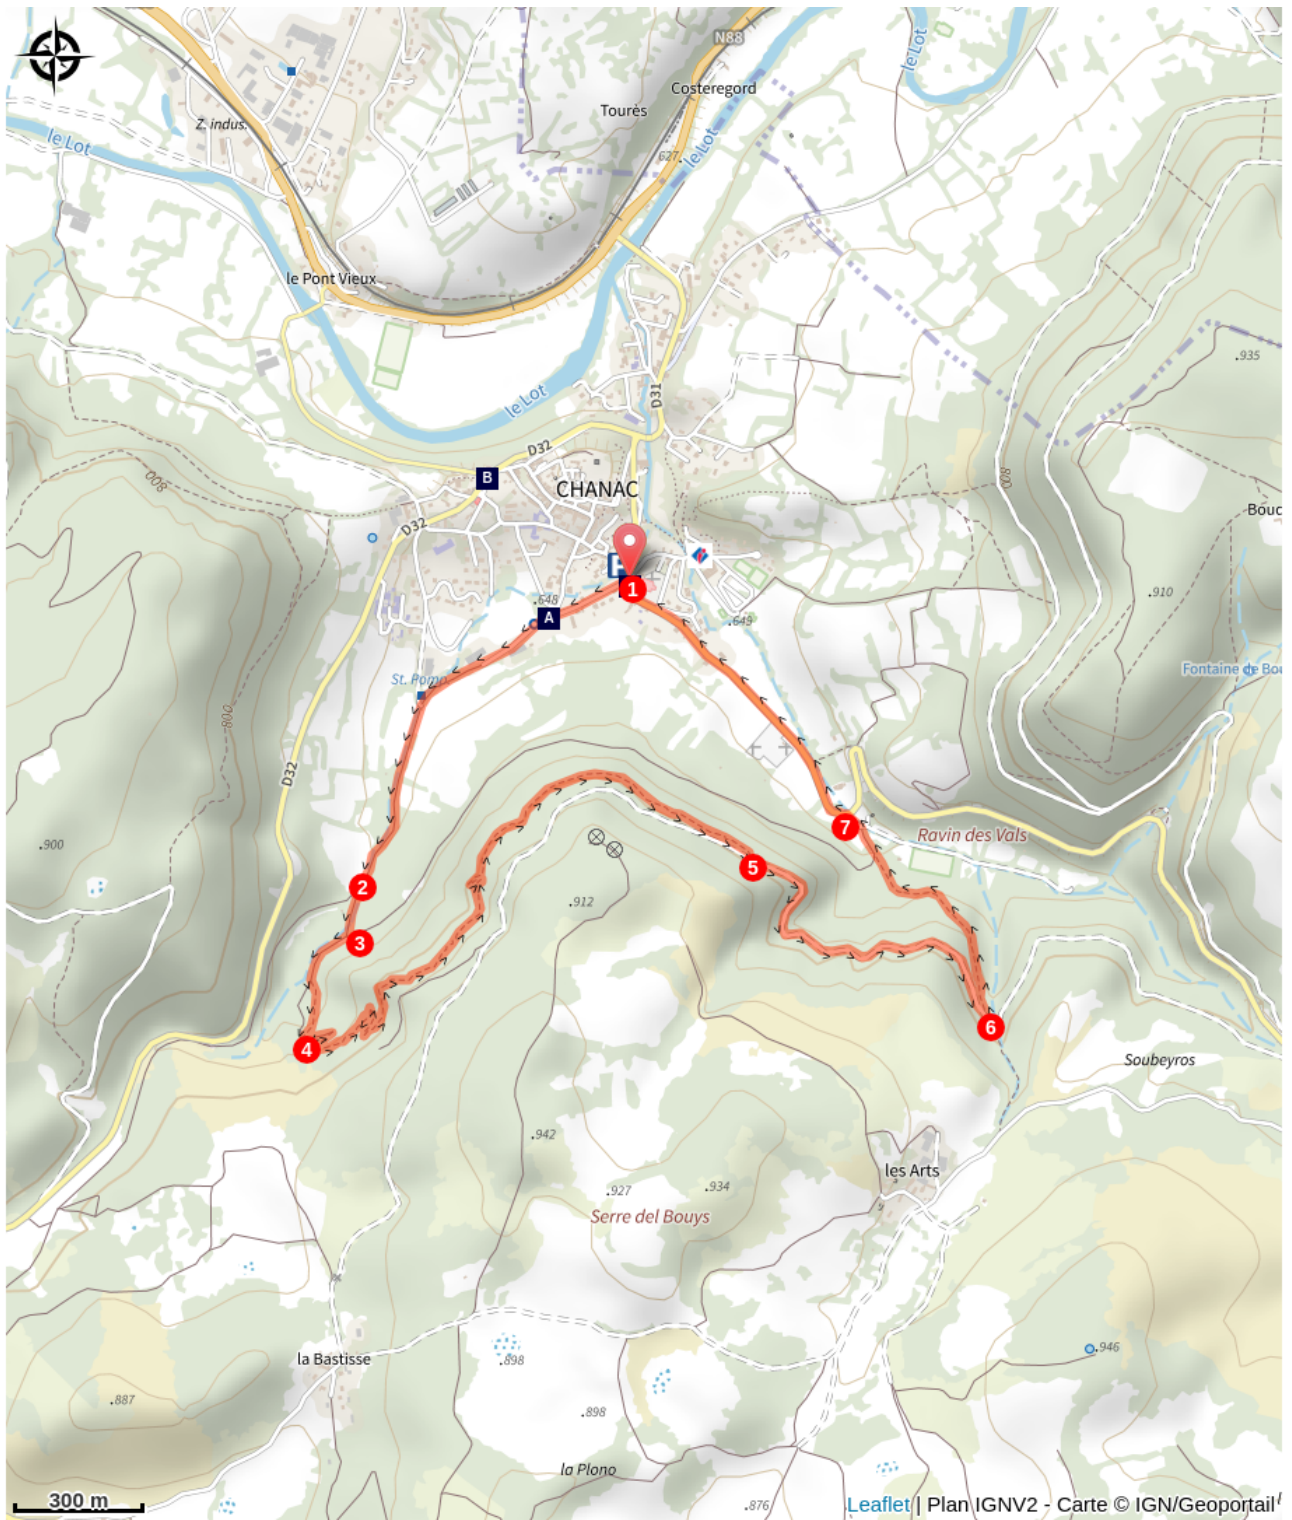 N88
le Lot
Costeregord
Tourès
Z. indus.
le Lot
627
le Lot
le Pont Vieux
935
D31
le Lot
D32
B
CHANAC
800
800
D32
Bouc
P
1
648
A
910
649
St. Pomp.
Fontaine de Bou
800
D32
7
Ravin des Vals
900
5
2
912
3
6
4
Soubeyros
942
les Arts
927
934
Serre del Bouys
946
la Bastisse
898
887
898
la Plono
300 m
876
Leaflet | Plan IGNV2 - Carte © IGN/Geoportail